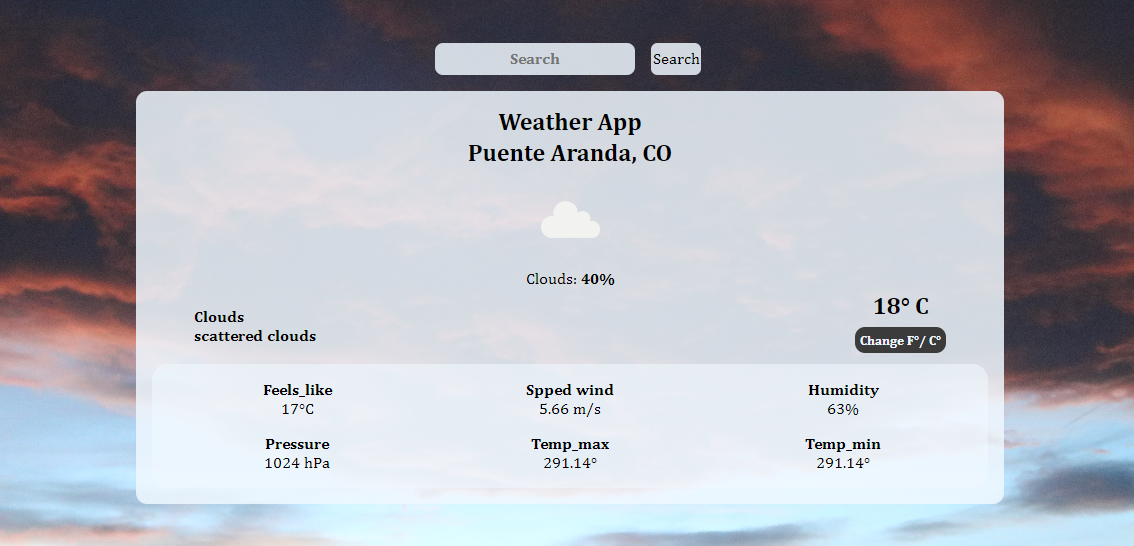 Search Search
Weather App
Puente Aranda, CO
Clouds: 40%
Clouds
scattered clouds
18° C
Change F°/ C°
Feels_like Spped wind Humidity
17°C 5.66 m/s 63%
Pressure Temp_max Temp_min
1024 hPa 291.14° 291.14°